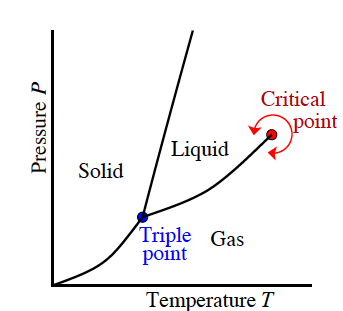 Critical
point
Pressure P
Liquid
Solid
Triple
point
Gas
Temperature T